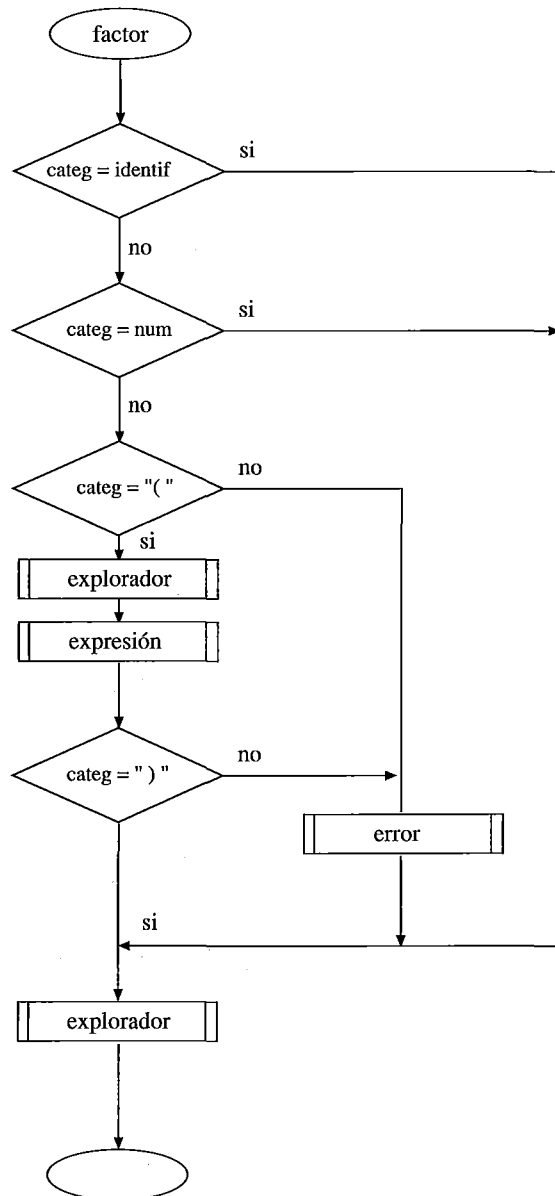 factor
si
categ = identif
no
si
categ = num
no
no
categ = "( "
si
explorador
expresión
no
categ = " ) "
error
si
explorador